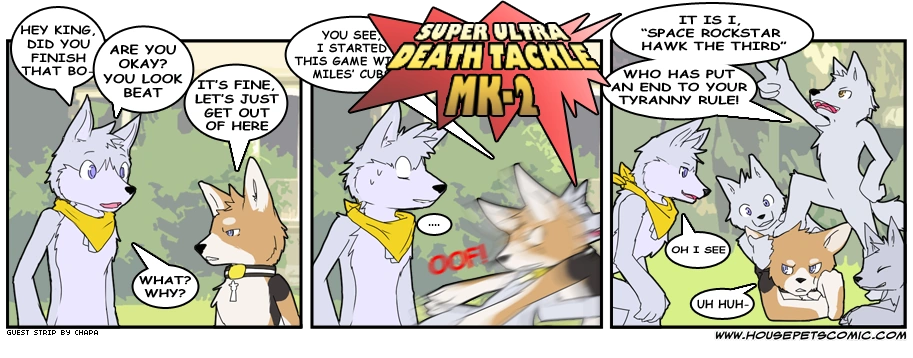 HEY KING,
DID YOU
FINISH
THAT BO-
ARE YOU
OKAY?
YOU LOOK
BEAT
IT'S FINE,
LET'S JUST
GET OUT
OF HERE
WHAT?
WHY?
YOU SEE,
I STARTED
THIS GAME WI
MILES' CUB
SUPER ULTRA
DEATH TACKLE
MK-2
....
OOF!
IT IS I,
"SPACE ROCKSTAR
HAWK THE THIRD"
WHO HAS PUT
AN END TO YOUR
TYRANNY RULE!
OH I SEE
UH HUH-
GUEST STRIP BY CHAPA
WWW.HOUSEPETSCOMIC.COM